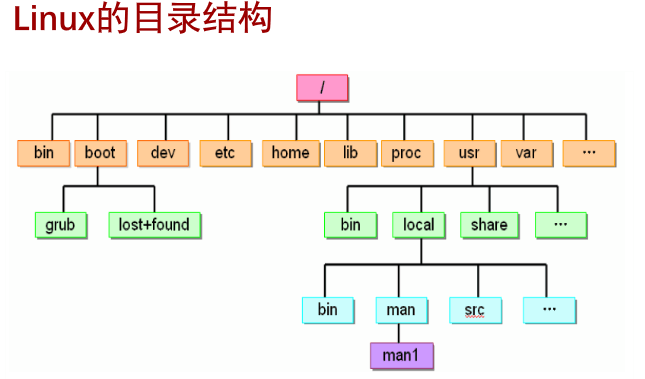 Linux的目录结构
/
bin boot dev etc home lib proc usr var …
grub lost+found bin local share …
bin man src …
man1